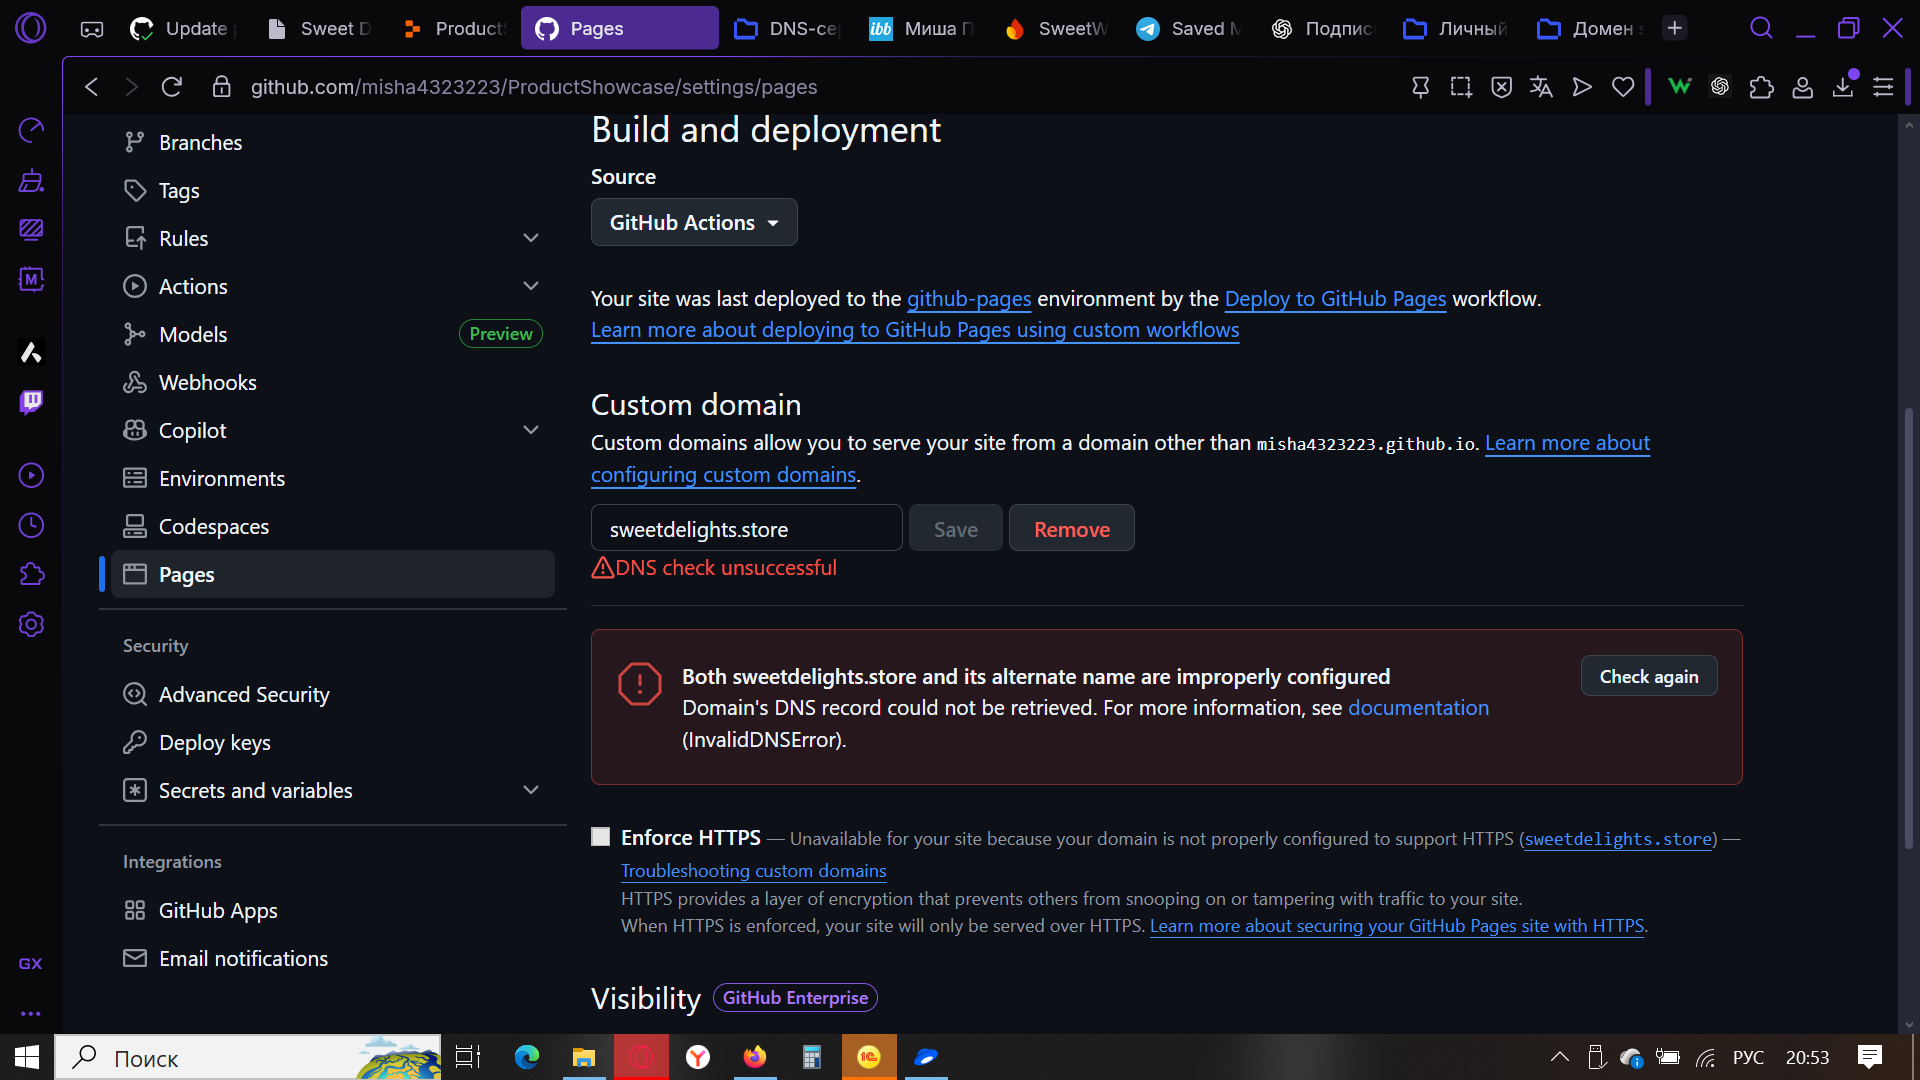 Update
Sweet D
Product
Pages
DNS-се
ibb
Миша П
SweetW
Saved M
Подпис
Личный
Домен s
github.com/misha4323223/ProductShowcase/settings/pages
Branches
Tags
Rules
Actions
Models
Preview
Webhooks
Copilot
Environments
Codespaces
Pages
Security
Advanced Security
Deploy keys
Secrets and variables
Integrations
GitHub Apps
Email notifications
Build and deployment
Source
GitHub Actions
Your site was last deployed to the github-pages environment by the Deploy to GitHub Pages workflow.
Learn more about deploying to GitHub Pages using custom workflows
Custom domain
Custom domains allow you to serve your site from a domain other than misha4323223.github.io. Learn more about
configuring custom domains.
sweetdelights.store
Save
Remove
DNS check unsuccessful
Both sweetdelights.store and its alternate name are improperly configured
Check again
Domain's DNS record could not be retrieved. For more information, see documentation
(InvalidDNSError).
Enforce HTTPS — Unavailable for your site because your domain is not properly configured to support HTTPS (sweetdelights.store) —
Troubleshooting custom domains
HTTPS provides a layer of encryption that prevents others from snooping on or tampering with traffic to your site.
When HTTPS is enforced, your site will only be served over HTTPS. Learn more about securing your GitHub Pages site with HTTPS.
Visibility
GitHub Enterprise
GX
Поиск
РУС
20:53